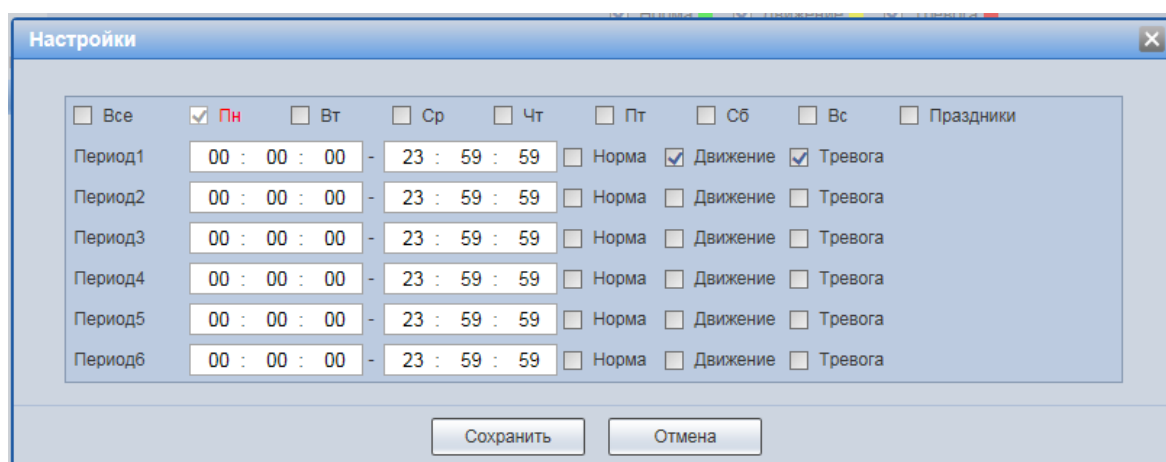 Норма Движение Тревога
Настройки
Все Пн Вт Ср Чт Пт Сб Вс Праздники
Период1 00 : 00 : 00 - 23 : 59 : 59 Норма Движение Тревога
Период2 00 : 00 : 00 - 23 : 59 : 59 Норма Движение Тревога
Период3 00 : 00 : 00 - 23 : 59 : 59 Норма Движение Тревога
Период4 00 : 00 : 00 - 23 : 59 : 59 Норма Движение Тревога
Период5 00 : 00 : 00 - 23 : 59 : 59 Норма Движение Тревога
Период6 00 : 00 : 00 - 23 : 59 : 59 Норма Движение Тревога
Сохранить Отмена